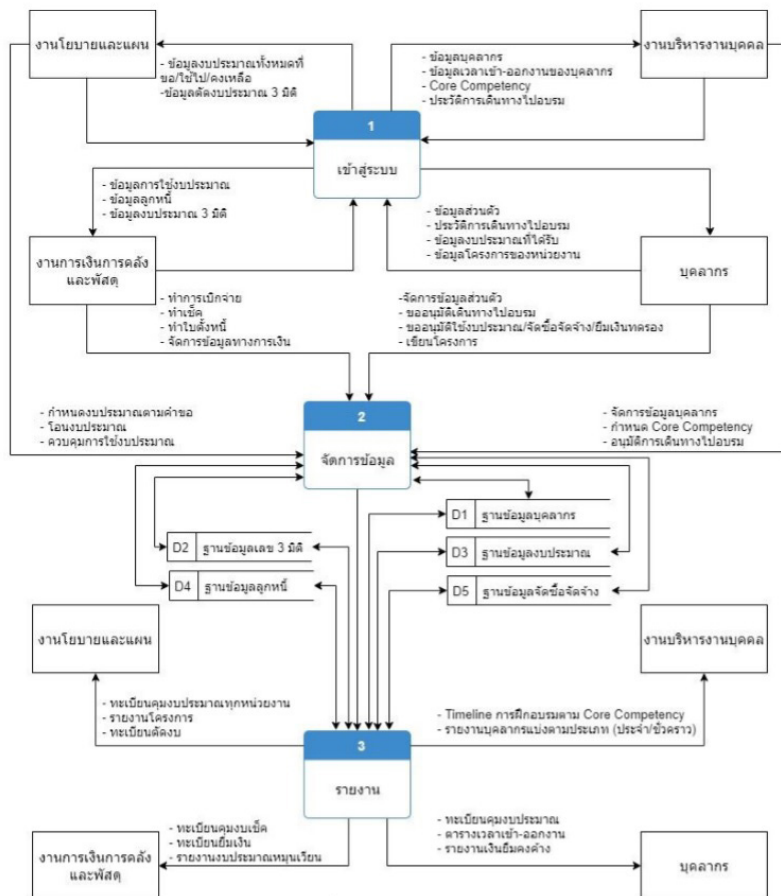 งานโยบายและแผน
- ข้อมูลงบประมาณทั้งหมดที่
ขอ/ใช้ไป/คงเหลือ
-ข้อมูลตัดงบประมาณ 3 มิติ
- ข้อมูลบุคลากร
- ข้อมูลเวลาเข้า-ออกงานของบุคลากร
- Core Competency
- ประวัติการเดินทางไปอบรม
งานบริหารงานบุคคล
1
เข้าสู่ระบบ
- ข้อมูลการใช้งบประมาณ
- ข้อมูลลูกหนี้
- ข้อมูลงบประมาณ 3 มิติ
- ข้อมูลส่วนตัว
- ประวัติการเดินทางไปอบรม
- ข้อมูลงบประมาณที่ได้รับ
- ข้อมูลโครงการของหน่วยงาน
งานการเงินการคลัง
และพัสดุ
บุคลากร
- ทำการเบิกจ่าย
- ทำเช็ค
- ทำใบตั้งหนี้
- จัดการข้อมูลทางการเงิน
-จัดการข้อมูลส่วนตัว
- ขออนุมัติเดินทางไปอบรม
- ขออนุมัติใช้งบประมาณ/จัดซื้อจัดจ้าง/ยืมเงินทดรอง
- เขียนโครงการ
- กำหนดงบประมาณตามคำขอ
- โอนงบประมาณ
- ควบคุมการใช้งบประมาณ
2
จัดการข้อมูล
- จัดการข้อมูลบุคลากร
- กำหนด Core Competency
- อนุมัติการเดินทางไปอบรม
D1 ฐานข้อมูลบุคลากร
D2 ฐานข้อมูลเลข 3 มิติ
D3 ฐานข้อมูลงบประมาณ
D4 ฐานข้อมูลลูกหนี้
D5 ฐานข้อมูลจัดซื้อจัดจ้าง
งานโยบายและแผน
งานบริหารงานบุคคล
- ทะเบียนคุมงบประมาณทุกหน่วยงาน
- รายงานโครงการ
- ทะเบียนตัดงบ
- Timeline การฝึกอบรมตาม Core Competency
- รายงานบุคลากรแบ่งตามประเภท (ประจำ/ชั่วคราว)
3
รายงาน
- ทะเบียนคุมงบเช็ค
- ทะเบียนยืมเงิน
- รายงานงบประมาณหมุนเวียน
- ทะเบียนคุมงบประมาณ
- ตารางเวลาเข้า-ออกงาน
- รายงานเงินยืมคงค้าง
งานการเงินการคลัง
และพัสดุ
บุคลากร